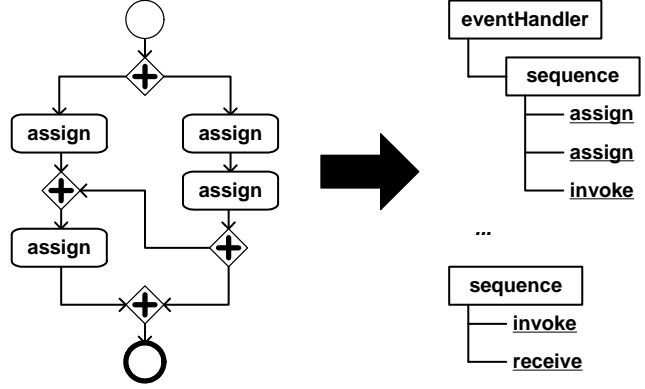 eventHandler
sequence
assign
assign
assign
assign
assign
assign
invoke
...
sequence
invoke
receive